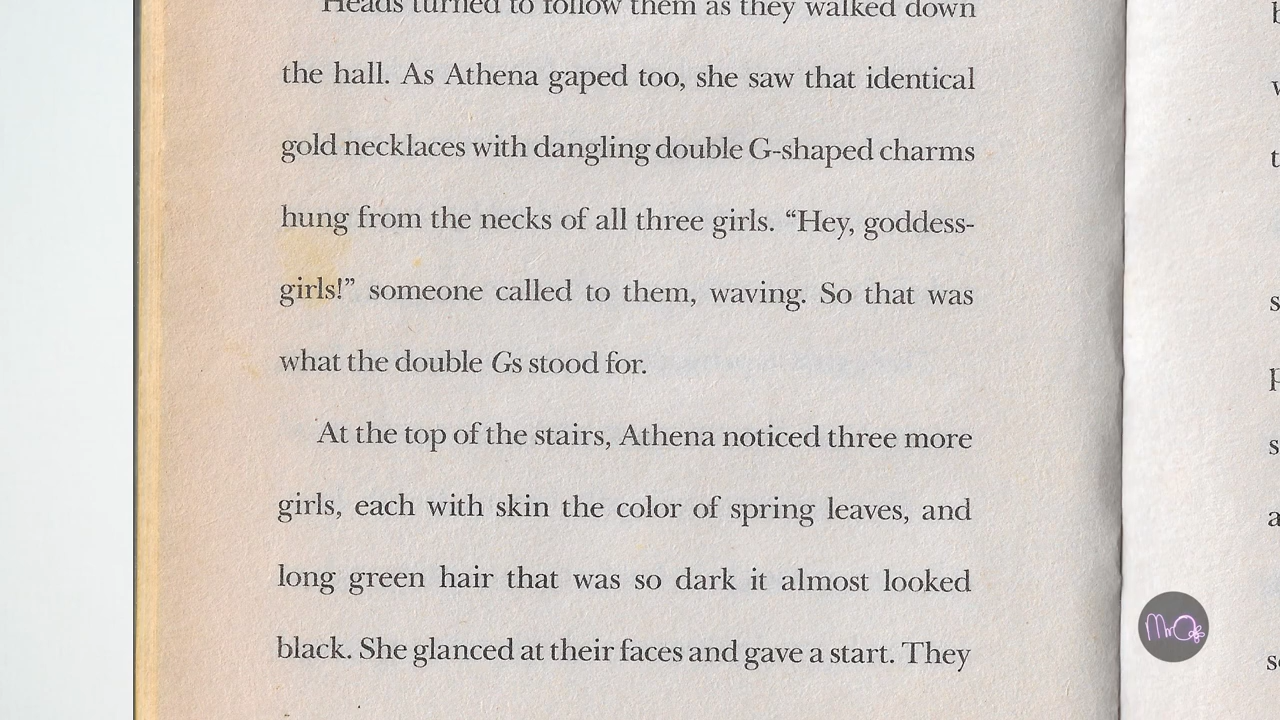 Heads turned to follow them as they walked down
the hall. As Athena gaped too, she saw that identical
gold necklaces with dangling double G-shaped charms
hung from the necks of all three girls. “Hey, goddess-
girls!” someone called to them, waving. So that was
what the double Gs stood for.
At the top of the stairs, Athena noticed three more
girls, each with skin the color of spring leaves, and
long green hair that was so dark it almost looked
black. She glanced at their faces and gave a start. They